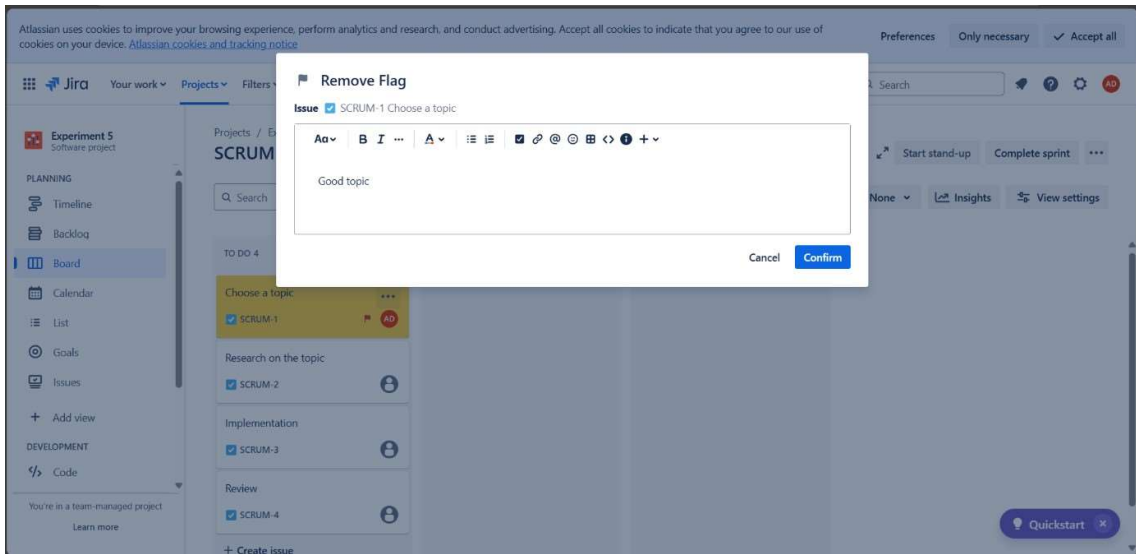 Atlassian uses cookies to improve your browsing experience, perform analytics and research, and conduct advertising. Accept all cookies to indicate that you agree to our use of
cookies on your device. Atlassian cookies and tracking notice
Preferences
Only necessary
Accept all
Jira
Your work
Projects
Filters
Search
AD
Experiment 5
Software project
PLANNING
Timeline
Backlog
Board
Calendar
List
Goals
Issues
Add view
DEVELOPMENT
Code
You're in a team-managed project
Learn more
Projects /
SCRUM
Search
Start stand-up
Complete sprint
None
Insights
View settings
Remove Flag
Issue SCRUM-1 Choose a topic
Aa B I ... A @ <> +
Good topic
Cancel
Confirm
TO DO 4
Choose a topic
SCRUM-1
AD
Research on the topic
SCRUM-2
Implementation
SCRUM-3
Review
SCRUM-4
+ Create issue
Quickstart